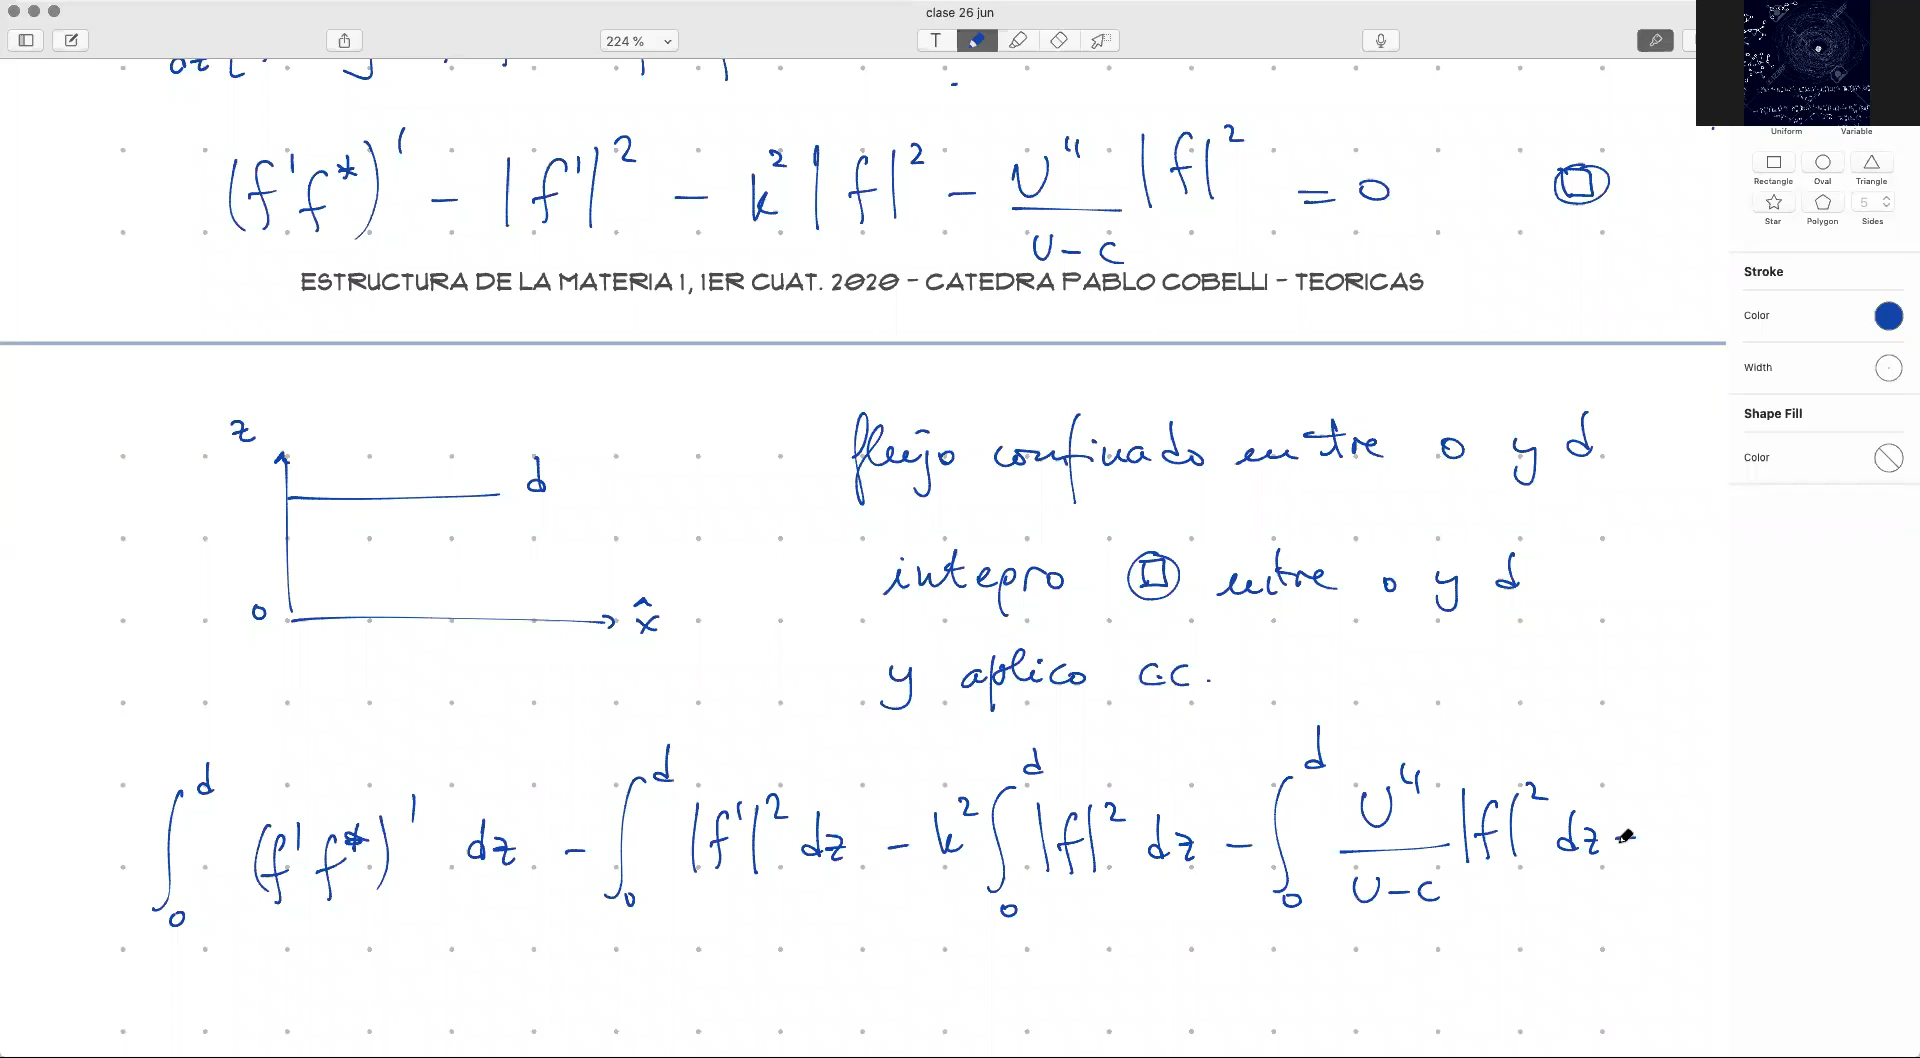 clase 26 jun
224 %
T
Uniform Variable
(f'f*)' - |f'|² - k²|f|² - U''/(U-c) |f|² = 0
Rectangle Oval Triangle
5
Star Polygon Sides
ESTRUCTURA DE LA MATERIA 1, 1ER CUAT. 2020 - CATEDRA PABLO COBELLI - TEORICAS
Stroke
Color
Width
Shape Fill
Color
z
d
0
x̂
flujo confinado entre 0 y d.
integro □ entre 0 y d
y aplico C.C.
∫₀ᵈ (f'f*)' dz - ∫₀ᵈ |f'|² dz - k² ∫₀ᵈ |f|² dz - ∫₀ᵈ U''/(U-c) |f|² dz